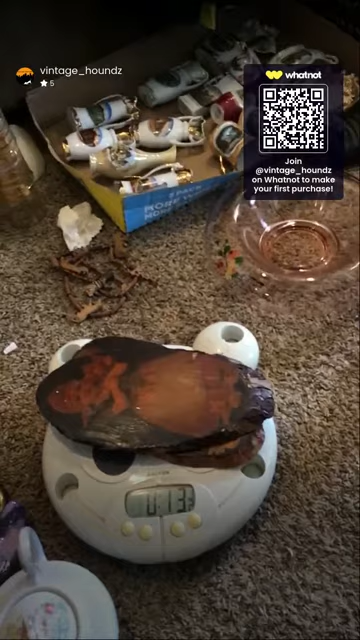 vintage_houndz
★ 5
whatnot
Join
@vintage_houndz
on Whatnot to make
your first purchase!
0:13